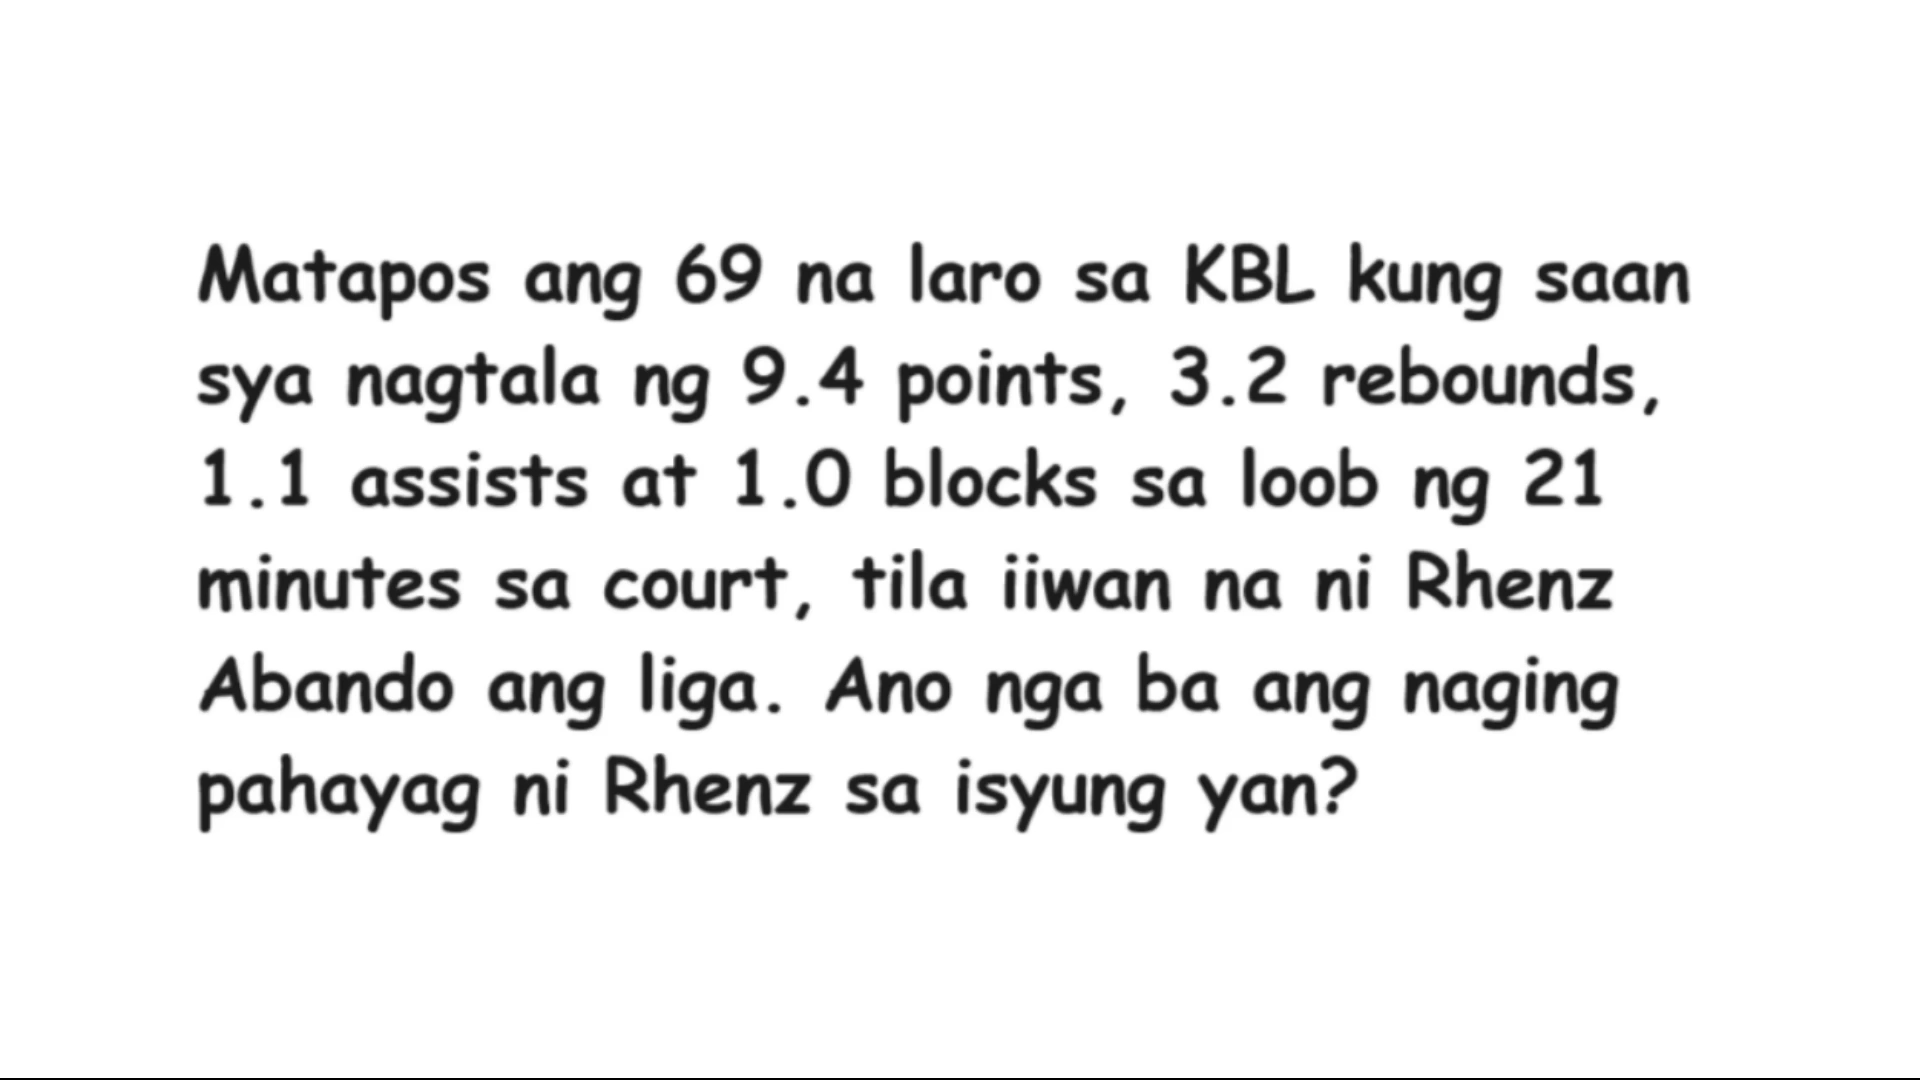 Matapos ang 69 na laro sa KBL kung saan
sya nagtala ng 9.4 points, 3.2 rebounds,
1.1 assists at 1.0 blocks sa loob ng 21
minutes sa court, tila iiwan na ni Rhenz
Abando ang liga. Ano nga ba ang naging
pahayag ni Rhenz sa isyung yan?